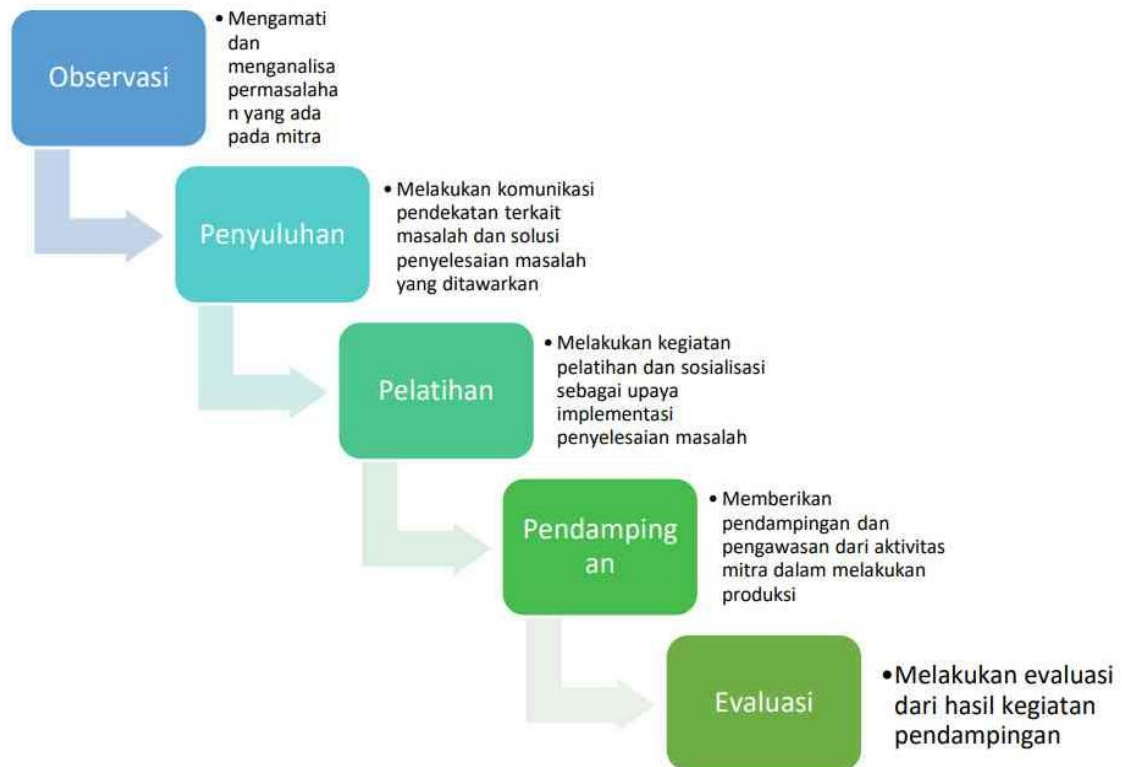 Observasi
• Mengamati
dan
menganalisa
permasalaha
n yang ada
pada mitra
Penyuluhan
• Melakukan komunikasi
pendekatan terkait
masalah dan solusi
penyelesaian masalah
yang ditawarkan
Pelatihan
• Melakukan kegiatan
pelatihan dan sosialisasi
sebagai upaya
implementasi
penyelesaian masalah
Pendamping
an
• Memberikan
pendampingan dan
pengawasan dari aktivitas
mitra dalam melakukan
produksi
Evaluasi
•Melakukan evaluasi
dari hasil kegiatan
pendampingan